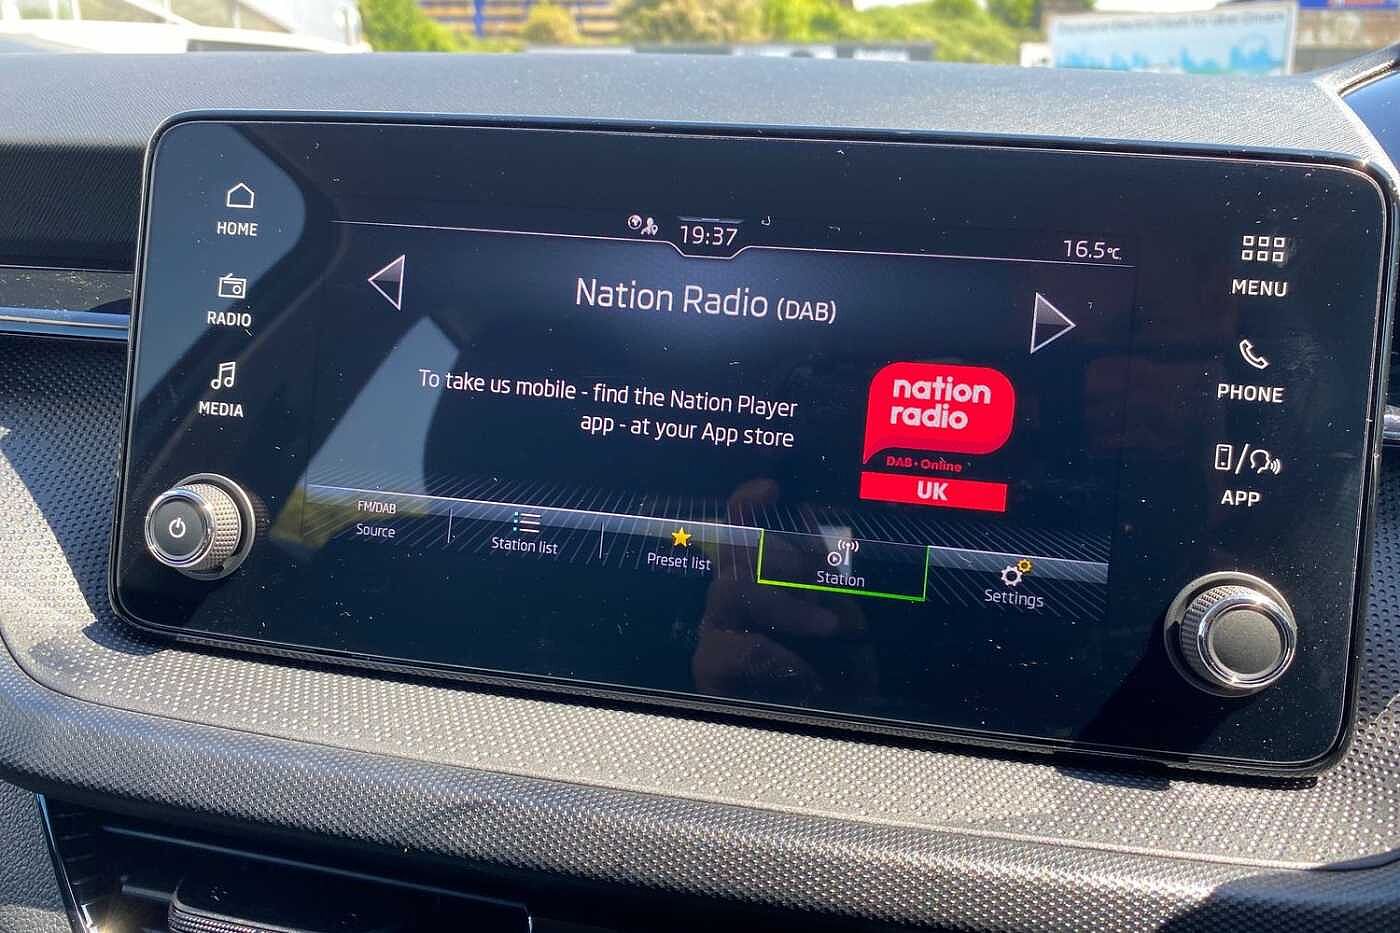 HOME
RADIO
MEDIA
19:37
16.5°C
Nation Radio (DAB)
To take us mobile - find the Nation Player
app - at your App store
nation
radio
DAB • Online
UK
FM/DAB
Source
Station list
Preset list
Station
Settings
MENU
PHONE
APP